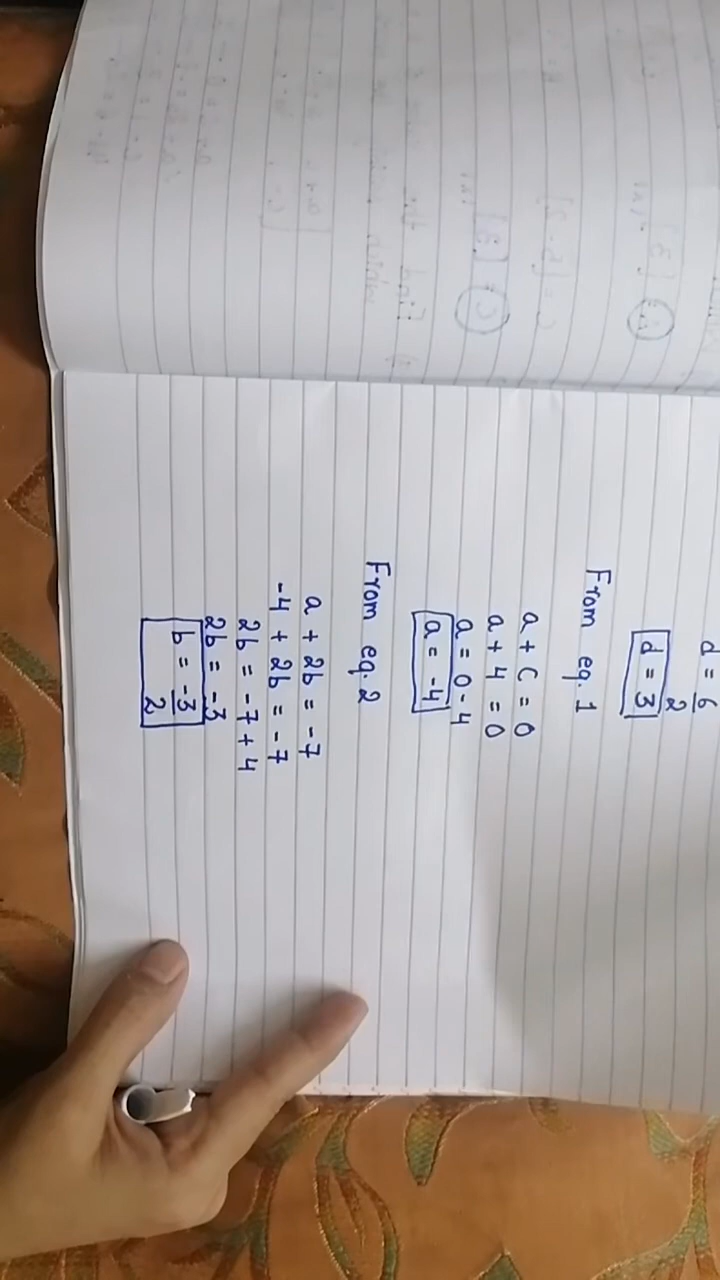 d = 6/2
d = 3
From eq. 1
a + c = 0
a + 4 = 0
a = 0 - 4
a = -4
From eq. 2
a + 2b = -7
-4 + 2b = -7
2b = -7 + 4
2b = -3
b = -3/2